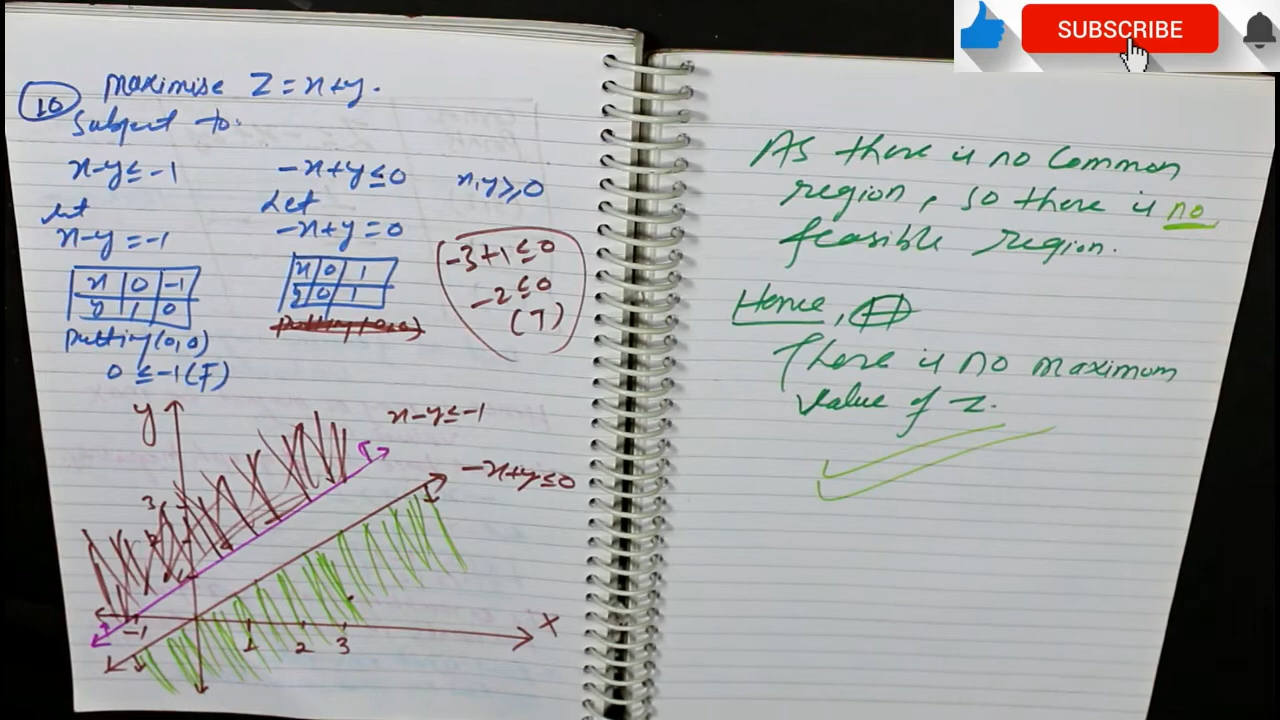 SUBSCRIBE
10
Maximise Z = x+y.
Subject to:
x-y≤-1 -x+y≤0 x,y≥0
Let Let
x-y=-1 -x+y=0
x 0 -1
y 1 0
x 0 1
y 0 1
Putting (0,0)
0≤-1 (F)
-3+1≤0
-2≤0
(T)
y
x-y≤-1
-x+y≤0
3
2
-1 1 2 3
X
As there is no common
region, so there is no
feasible region.
Hence,
There is no maximum
value of Z.